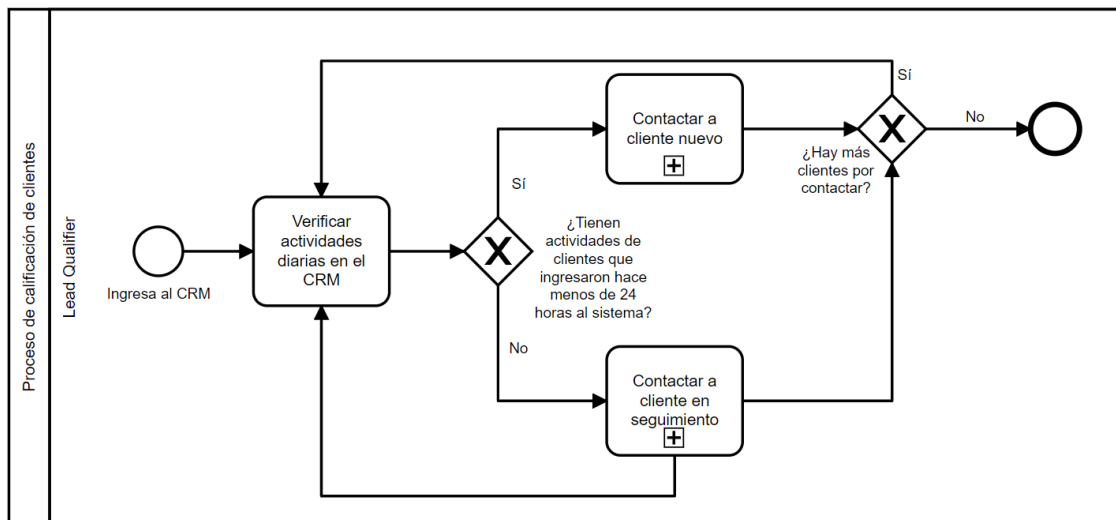 Proceso de calificación de clientes
Lead Qualifier
Ingresa al CRM
Verificar
actividades
diarias en el
CRM
Sí
¿Tienen
actividades de
clientes que
ingresaron hace
menos de 24
horas al sistema?
No
Contactar a
cliente nuevo
Contactar a
cliente en
seguimiento
Sí
¿Hay más
clientes por
contactar?
No